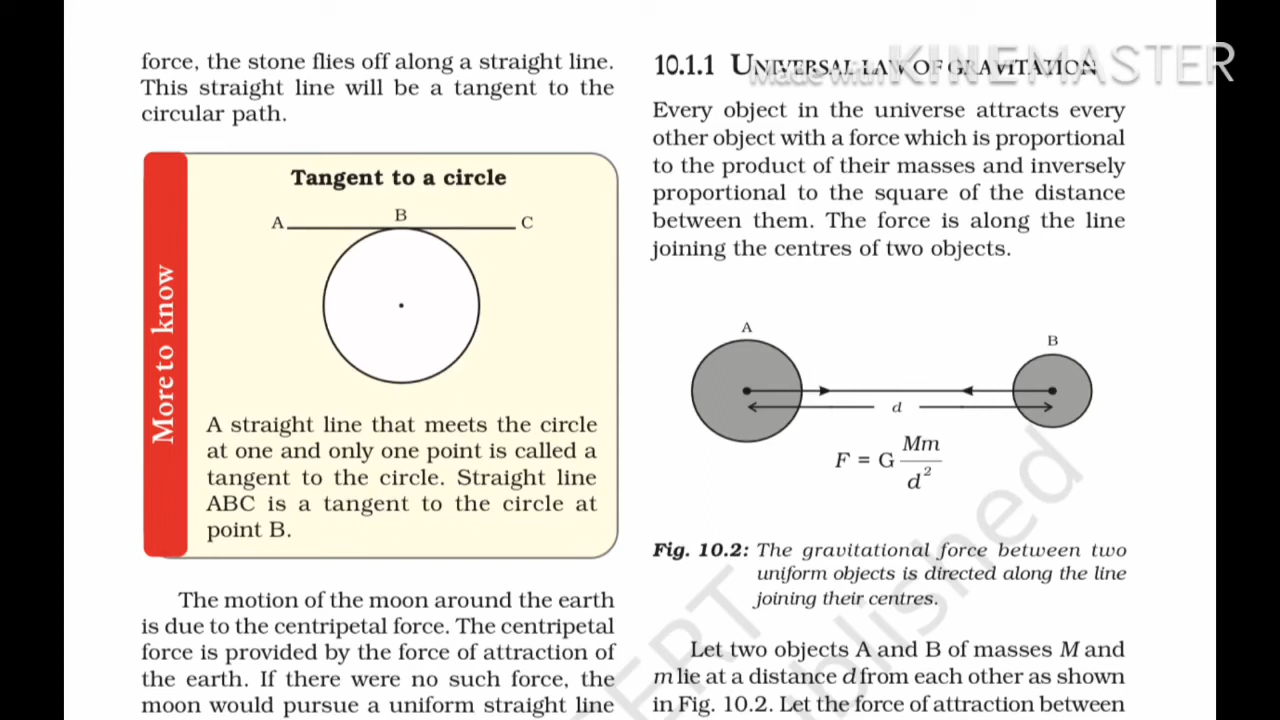 force, the stone flies off along a straight line.
This straight line will be a tangent to the
circular path.
More to know
Tangent to a circle
A
B
C
A straight line that meets the circle
at one and only one point is called a
tangent to the circle. Straight line
ABC is a tangent to the circle at
point B.
The motion of the moon around the earth
is due to the centripetal force. The centripetal
force is provided by the force of attraction of
the earth. If there were no such force, the
moon would pursue a uniform straight line
10.1.1 UNIVERSAL LAW OF GRAVITATION
Made with KINEMASTER
Every object in the universe attracts every
other object with a force which is proportional
to the product of their masses and inversely
proportional to the square of the distance
between them. The force is along the line
joining the centres of two objects.
A
B
d
F = G Mm
d²
Fig. 10.2: The gravitational force between two
uniform objects is directed along the line
joining their centres.
Let two objects A and B of masses M and
m lie at a distance d from each other as shown
in Fig. 10.2. Let the force of attraction between